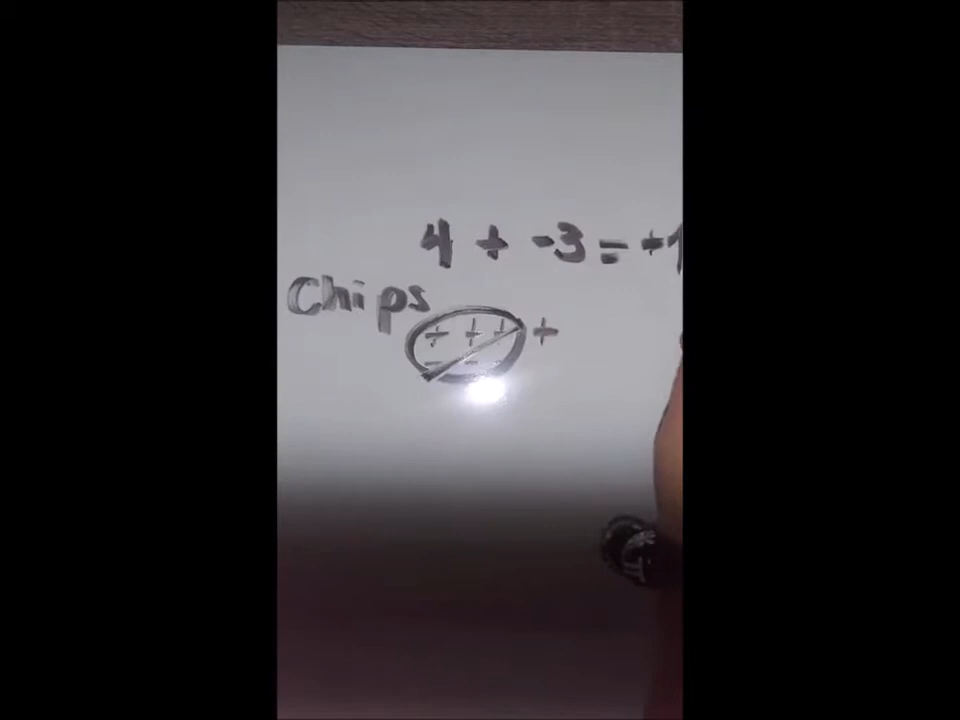 4 + -3 = +1
Chips
+ + + +
- -